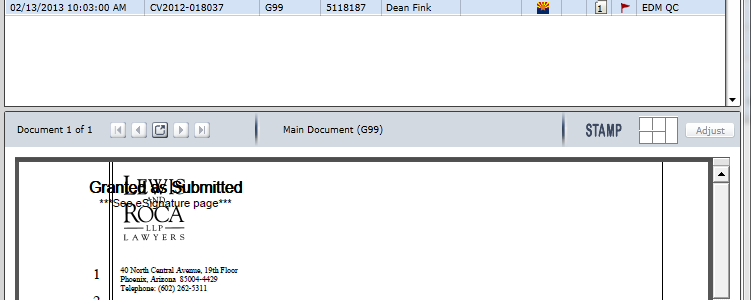 02/13/2013 10:03:00 AM CV2012-018037 G99 5118187 Dean Fink 1 EDM QC
Document 1 of 1 Main Document (G99) STAMP Adjust
Granted as Submitted
***See eSignature page***
LEWIS
AND
ROCA
LLP
LAWYERS
1 40 North Central Avenue, 19th Floor
Phoenix, Arizona 85004-4429
Telephone: (602) 262-5311